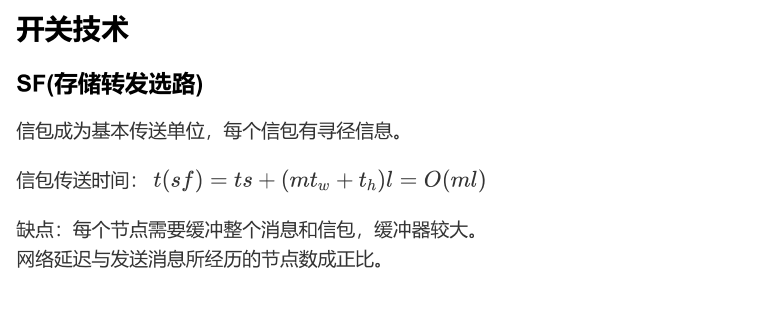 开关技术
SF(存储转发选路)
信包成为基本传送单位，每个信包有寻径信息。
信包传送时间： t(sf) = ts + (mt_w + t_h)l = O(ml)
缺点：每个节点需要缓冲整个消息和信包，缓冲器较大。
网络延迟与发送消息所经历的节点数成正比。